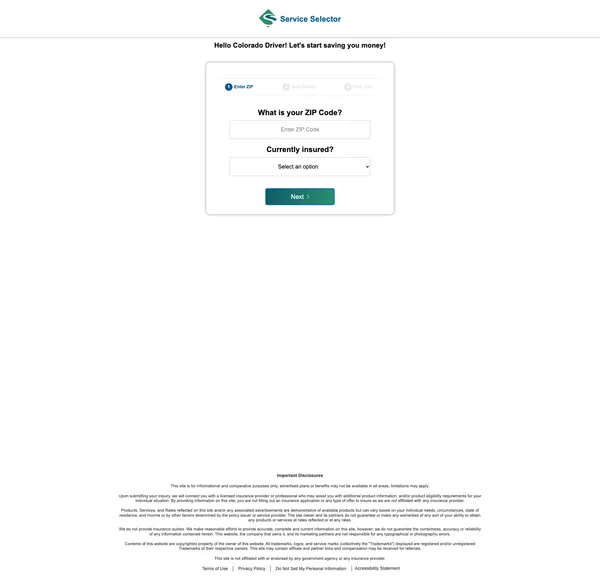 Service Selector
Hello Colorado Driver! Let's start saving you money!
1 Enter ZIP
What is your ZIP Code?
Enter ZIP Code
Currently insured?
Select an option
Next >
Important Disclosures
This site is for informational and comparative purposes only, advertised plans or benefits may not be available in all areas, limitations may apply.
Upon submitting your inquiry, we will connect you with a licensed insurance provider or professional who may assist you with additional product information, and/or product eligibility requirements for your
individual situation. By providing information on this site, you are not filling out an insurance application or any type of offer to insure as we are not affiliated with any insurance provider.
Products, Services, and Rates reflected on this site and/or any associated advertisements are demonstrative of available products but can vary based on your individual needs, circumstances, state of
residence, and Income or by other factors determined by the policy issuer or service provider. The site owner and its partners do not guarantee or make any warranties of any sort of your ability to obtain
any products or services at rates reflected or at any rates.
We do not provide insurance quotes. We make reasonable efforts to provide accurate, complete and current information on this site, however; we do not guarantee the correctness, accuracy or reliability
of any information contained herein. This website, the company that owns it, and its marketing partners are not responsible for any typographical or photographic errors.
Contents of this website are copyrighted property of the owner of this website. All trademarks, logos, and service marks (collectively the "Trademarks") displayed are registered and/or unregistered
Trademarks of their respective owners. This site may contain affiliate and partner links and compensation may be received for referrals.
This site is not affiliated with or endorsed by any government agency or any insurance provider.
Terms of Use | Privacy Policy | Do Not Sell My Personal Information | Accessibility Statement